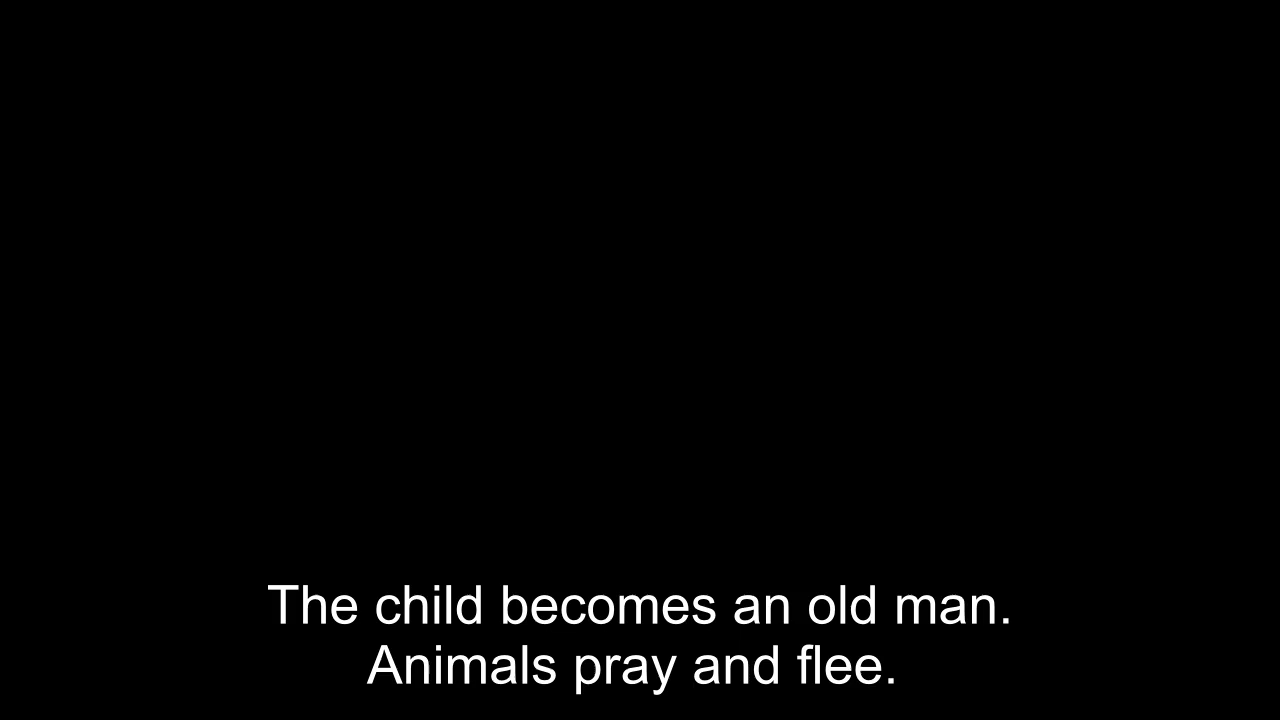 The child becomes an old man.
Animals pray and flee.